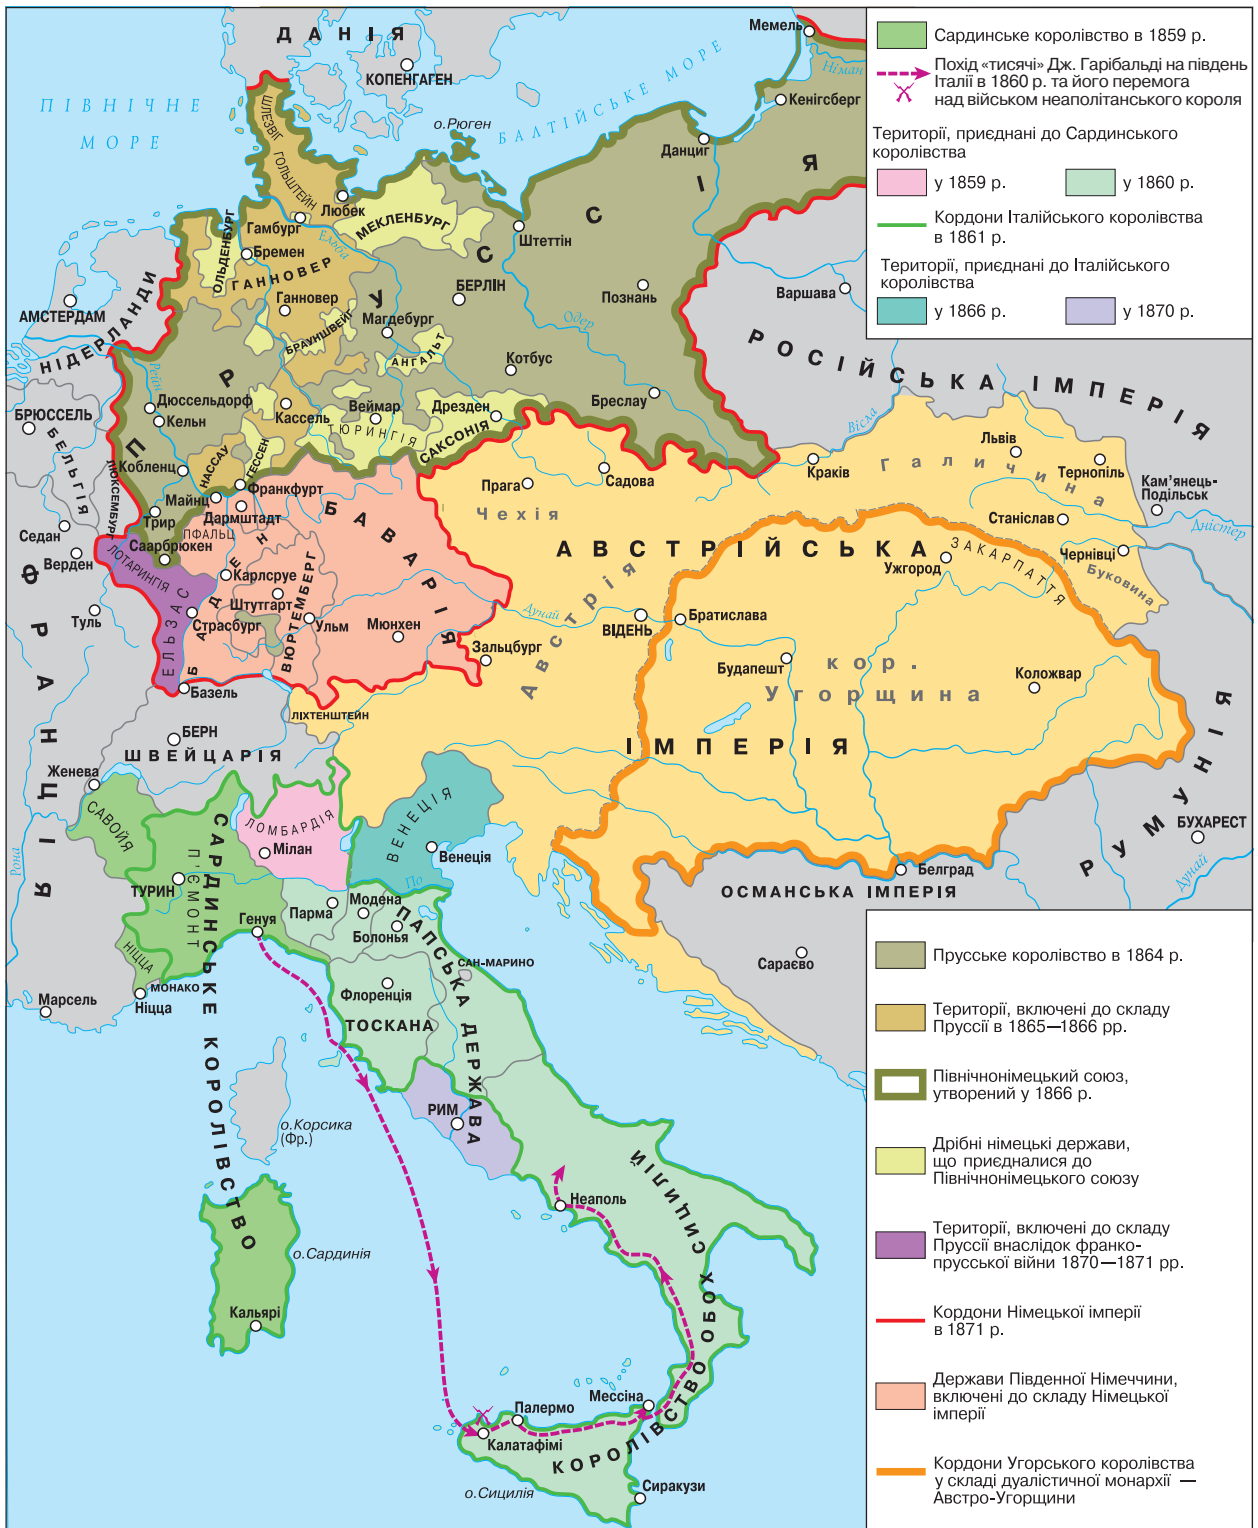 ДАНІЯ
КОПЕНГАГЕН
ПІВНІЧНЕ
МОРЕ
БАЛТІЙСЬКЕ МОРЕ
о.Рюген
Мемель
Німан
Кенігсберг
Данциг
ШЛЕЗВІГ
ГОЛЬШТЕЙН
Любек
Гамбург
Бремен
Ельба
МЕКЛЕНБУРГ
Штеттін
ОЛЬДЕНБУРГ
ГАННОВЕР
Ганновер
БРАУНШВЕЙГ
Магдебург
АНГАЛЬТ
БЕРЛІН
Познань
Одер
Котбус
Бреслау
ПРУССІЯ
Варшава
РОСІЙСЬКА ІМПЕРІЯ
Вісла
НІДЕРЛАНДИ
АМСТЕРДАМ
БРЮССЕЛЬ
БЕЛЬГІЯ
ЛЮКСЕМБУРГ
Рейн
Дюссельдорф
Кельн
Кобленц
Кассель
Веймар
ТЮРИНГІЯ
Дрезден
САКСОНІЯ
НАССАУ
ГЕССЕН
Франкфурт
Майнц
Дармштадт
Трир
ПФАЛЬЦ
Саарбрюкен
ЛОТАРИНГІЯ
ЕЛЬЗАС
БАДЕН
Карлсруе
Штутгарт
Страсбург
ВЮРТЕМБЕРГ
Ульм
Мюнхен
БАВАРІЯ
Седан
Верден
Туль
ФРАНЦІЯ
Базель
БЕРН
ШВЕЙЦАРІЯ
ЛІХТЕНШТЕЙН
Женева
Рона
Прага
Садова
Чехія
Краків
Львів
Тернопіль
Галичина
Кам’янець-
Подільськ
Станіслав
Дністер
Чернівці
Буковина
ЗАКАРПАТТЯ
Ужгород
АВСТРІЙСЬКА
ІМПЕРІЯ
Австрія
Дунай
ВІДЕНЬ
Братислава
Зальцбург
Будапешт
кор.
Угорщина
Коложвар
РУМУНІЯ
БУХАРЕСТ
Дунай
Белград
ОСМАНСЬКА ІМПЕРІЯ
Сараєво
САВОЙЯ
ТУРИН
П’ЄМОНТ
САРДИНСЬКЕ КОРОЛІВСТВО
ЛОМБАРДІЯ
Мілан
ВЕНЕЦІЯ
Венеція
По
Генуя
Парма
Модена
Болонья
НІЦЦА
МОНАКО
Ніцца
Марсель
САН-МАРИНО
Флоренція
ТОСКАНА
ПАПСЬКА ДЕРЖАВА
РИМ
о.Корсика
(Фр.)
о.Сардинія
Кальярі
Неаполь
КОРОЛІВСТВО ОБОХ СИЦИЛІЙ
Мессіна
Палермо
Калатафімі
о.Сицилія
Сиракузи
Сардинське королівство в 1859 р.
Похід «тисячі» Дж. Гарібальді на південь
Італії в 1860 р. та його перемога
над військом неаполітанського короля
Території, приєднані до Сардинського
королівства
у 1859 р.
у 1860 р.
Кордони Італійського королівства
в 1861 р.
Території, приєднані до Італійського
королівства
у 1866 р.
у 1870 р.
Прусське королівство в 1864 р.
Території, включені до складу
Пруссії в 1865—1866 рр.
Північнонімецький союз,
утворений у 1866 р.
Дрібні німецькі держави,
що приєдналися до
Північнонімецького союзу
Території, включені до складу
Пруссії внаслідок франко-
прусської війни 1870—1871 рр.
Кордони Німецької імперії
в 1871 р.
Держави Південної Німеччини,
включені до складу Німецької
імперії
Кордони Угорського королівства
у складі дуалістичної монархії —
Австро-Угорщини